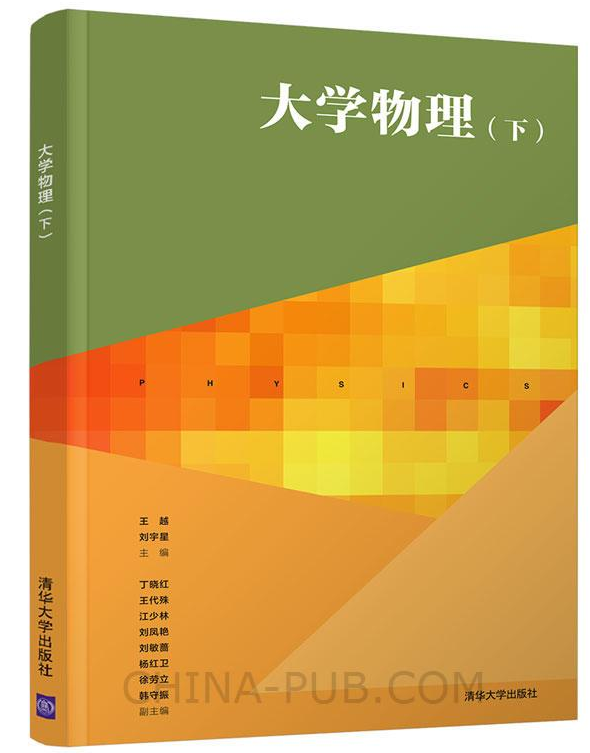 大学物理(下)
大学物理(下)
PHYSICS
王 越
刘宇星
主 编
丁晓红
王代殊
江少林
刘凤艳
刘敏蔷
杨红卫
徐劳立
韩守振
副主编
清华大学出版社
清华大学出版社
CHINA-PUB.COM